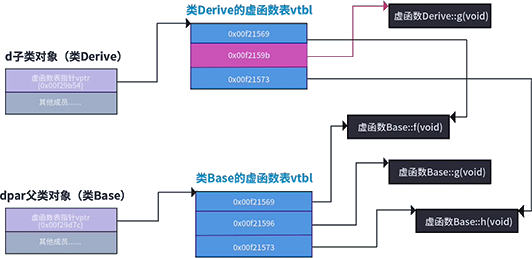 类Derive的虚函数表vtbl
虚函数Derive::g(void)
0x00f21569
d子类对象（类Derive）
0x00f2159b
虚函数表指针vptr
(0x00f29b54)
0x00f21573
其他成员……
虚函数Base::f(void)
类Base的虚函数表vtbl
虚函数Base::g(void)
dpar父类对象（类Base）
0x00f21569
虚函数表指针vptr
(0x00f29d7c)
0x00f21596
虚函数Base::h(void)
其他成员……
0x00f21573